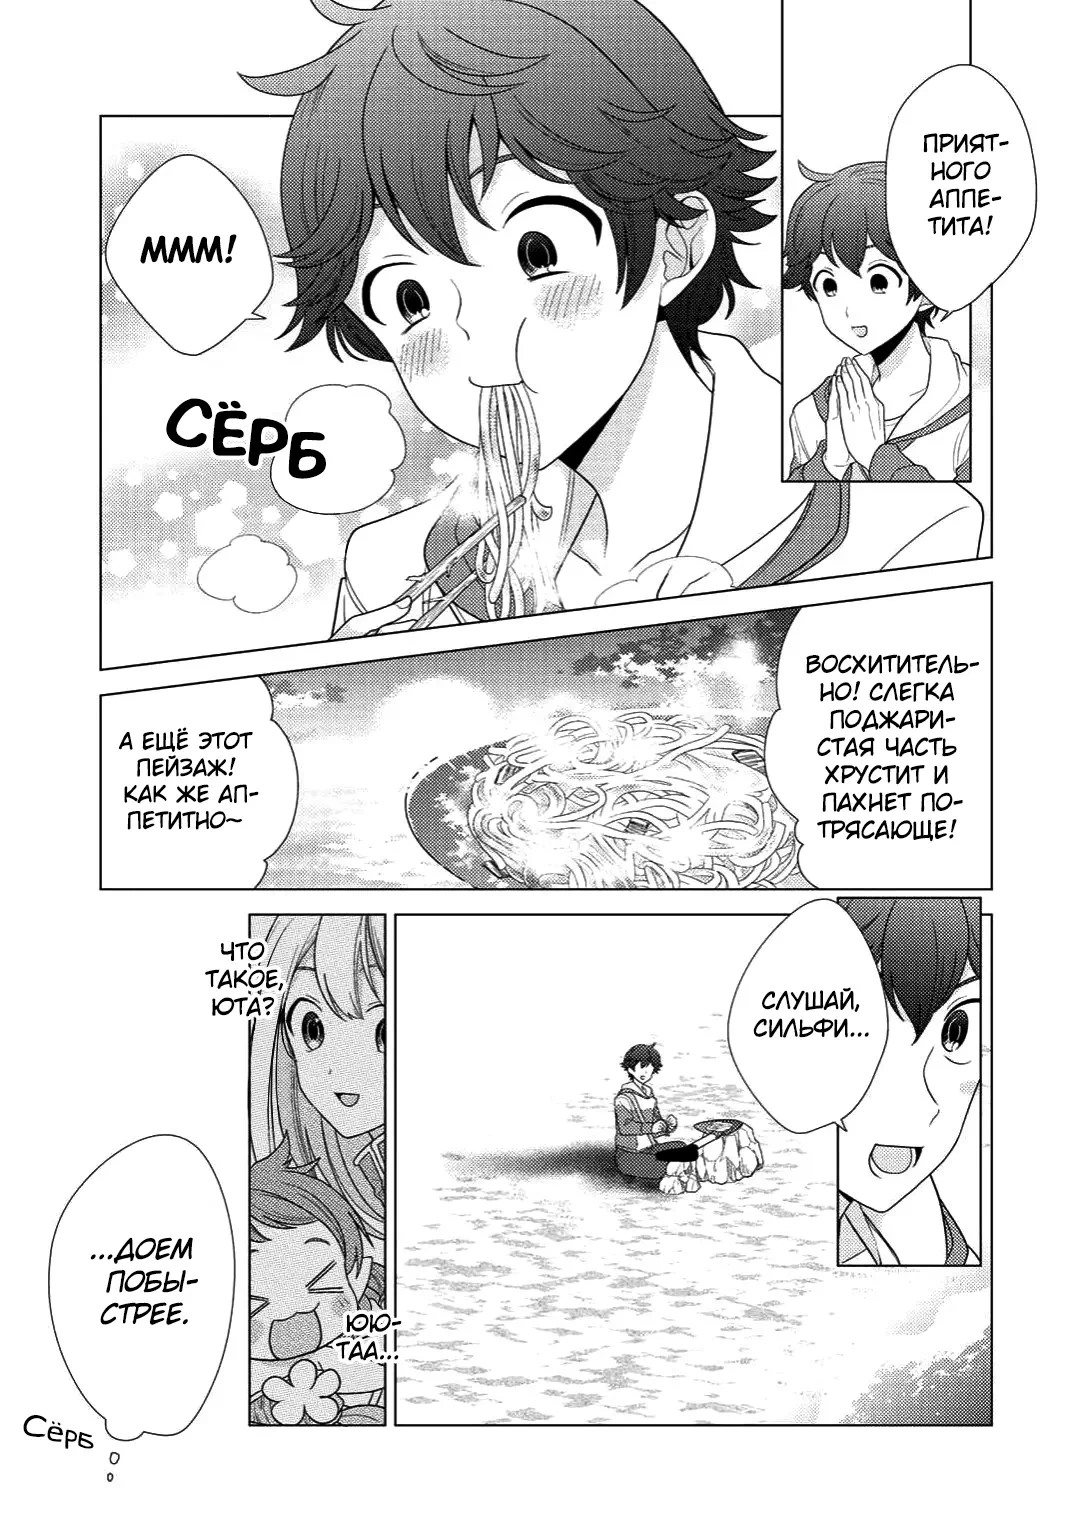 ПРИЯТ-
НОГО
АППЕ-
ТИТА!
МММ!
СЁРБ
ВОСХИТИТЕЛЬ-
НО! СЛЕГКА
ПОДЖАРИ-
СТАЯ ЧАСТЬ
ХРУСТИТ И
ПАХНЕТ ПО-
ТРЯСАЮЩЕ!
А ЕЩЁ ЭТОТ
ПЕЙЗАЖ!
КАК ЖЕ АП-
ПЕТИТНО~
СЛУШАЙ,
СИЛЬФИ...
ЧТО
ТАКОЕ,
ЮТА?
ЮЮ-
ТАА...
...ДОЕМ
ПОБЫ-
СТРЕЕ.
СЁРБ